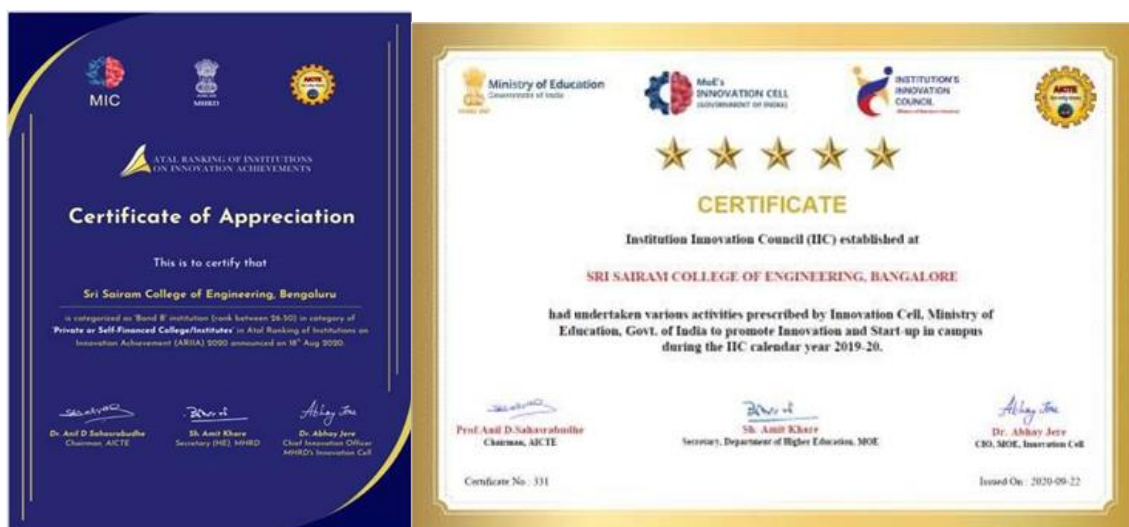 MIC
MHRD
AICTE
ATAL RANKING OF INSTITUTIONS
ON INNOVATION ACHIEVEMENTS
Certificate of Appreciation
This is to certify that
Sri Sairam College of Engineering, Bengaluru
is categorized as 'Band B' institution (rank between 26-50) in category of
'Private or Self-Financed College/Institutes' in Atal Ranking of Institutions on
Innovation Achievement (ARIIA) 2020 announced on 18th Aug 2020.
Dr. Anil D Sahasrabudhe
Chairman, AICTE
Sh. Amit Khare
Secretary (HE), MHRD
Dr. Abhay Jere
Chief Innovation Officer
MHRD's Innovation Cell
Ministry of Education
Government of India
MoE's
INNOVATION CELL
(GOVERNMENT OF INDIA)
INSTITUTION'S
INNOVATION
COUNCIL
AICTE
CERTIFICATE
Institution Innovation Council (IIC) established at
SRI SAIRAM COLLEGE OF ENGINEERING, BANGALORE
had undertaken various activities prescribed by Innovation Cell, Ministry of
Education, Govt. of India to promote Innovation and Start-up in campus
during the IIC calendar year 2019-20.
Prof.Anil D.Sahasrabudhe
Chairman, AICTE
Sh. Amit Khare
Secretary, Department of Higher Education, MOE
Abhay Jere
Dr. Abhay Jere
CIO, MOE, Innovation Cell
Certificate No : 331
Issued On : 2020-09-22